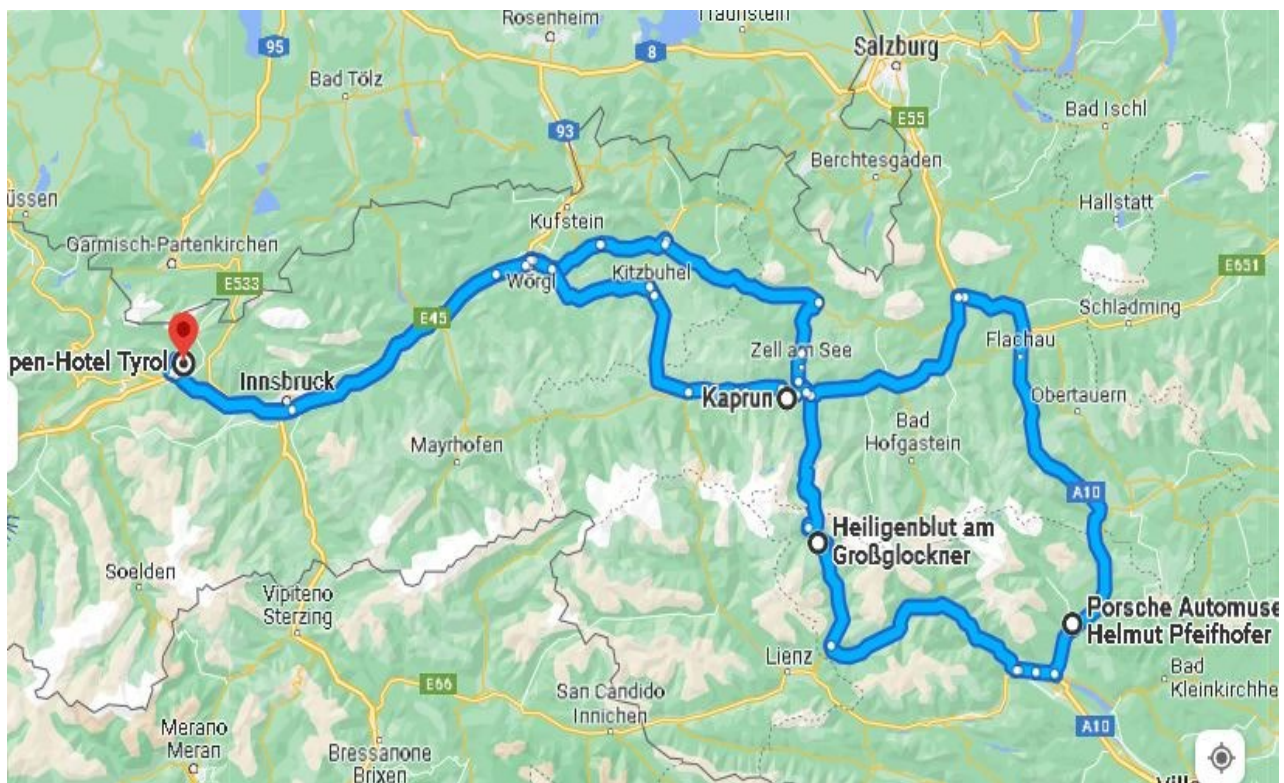 Rosenheim
Traunstein
95
8
Salzburg
Bad Tölz
93
E55
Bad Ischl
Berchtesgaden
üssen
Hallstatt
Kufstein
Garmisch-Partenkirchen
E533
Kitzbuhel
E651
Wörgl
Schladming
E45
Flachau
Zell am See
pen-Hotel Tyrol
Innsbruck
Kaprun
Obertauern
Bad
Hofgastein
Mayrhofen
A10
Heiligenblut am
Großglockner
Soelden
Vipiteno
Sterzing
Porsche Automuse
Helmut Pfeifhofer
Lienz
Bad
Kleinkirchhe
E66
San Candido
Innichen
A10
Merano
Meran
Bressanone
Brixen